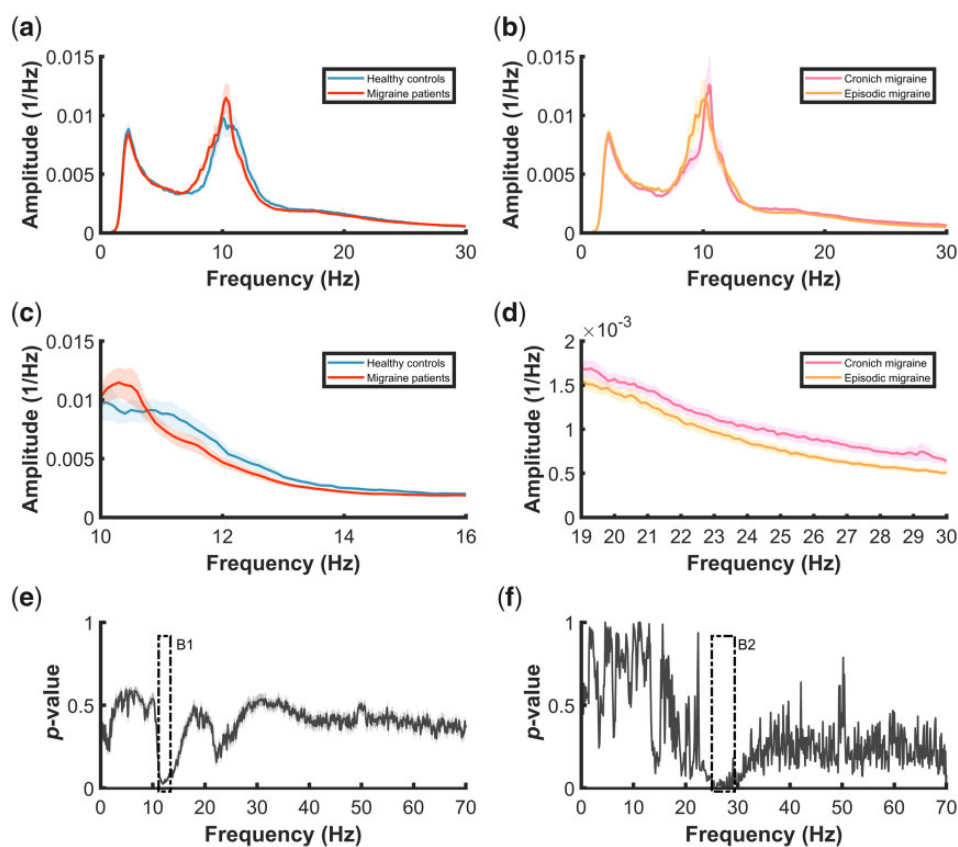 (a)
0.015
0.01
0.005
0
Amplitude (1/Hz)
Healthy controls
Migraine patients
0 10 20 30
Frequency (Hz)
(b)
0.015
0.01
0.005
0
Amplitude (1/Hz)
Cronich migraine
Episodic migraine
0 10 20 30
Frequency (Hz)
(c)
0.015
0.01
0.005
0
Amplitude (1/Hz)
Healthy controls
Migraine patients
10 12 14 16
Frequency (Hz)
(d)
×10-3
2
1.5
1
0.5
0
Amplitude (1/Hz)
Cronich migraine
Episodic migraine
19 20 21 22 23 24 25 26 27 28 29 30
Frequency (Hz)
(e)
1
0.5
0
p-value
B1
0 10 20 30 40 50 60 70
Frequency (Hz)
(f)
1
0.5
0
p-value
B2
0 10 20 30 40 50 60 70
Frequency (Hz)